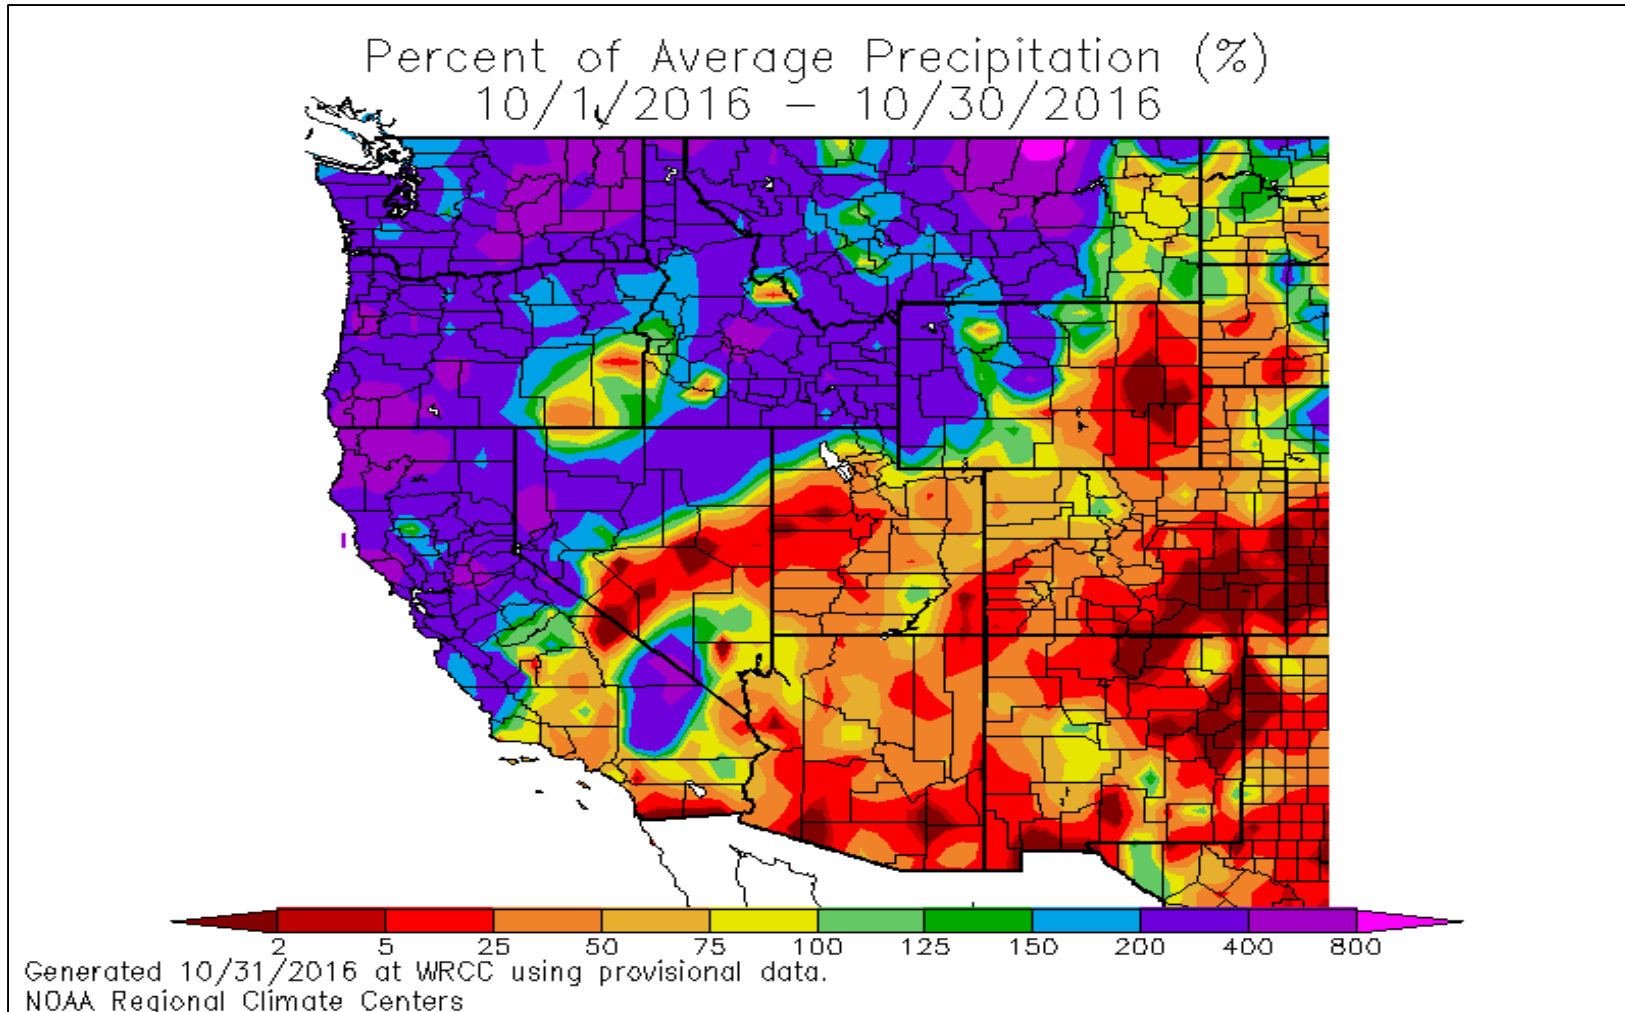 Percent of Average Precipitation (%)
10/1/2016 – 10/30/2016
2 5 25 50 75 100 125 150 200 400 800
Generated 10/31/2016 at WRCC using provisional data.
NOAA Regional Climate Centers